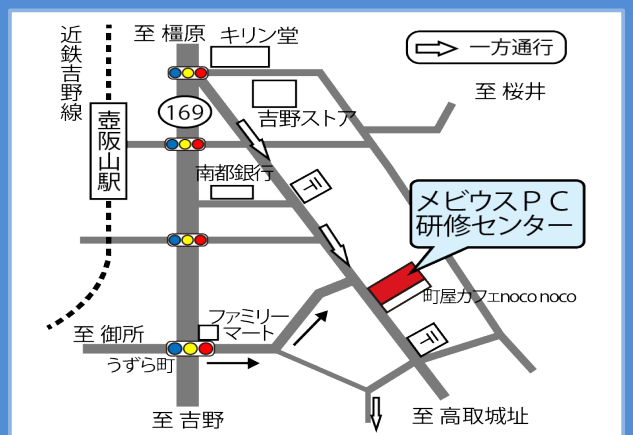 至 橿原
キリン堂
一方通行
近鉄吉野線
169
至 桜井
吉野ストア
壺阪山駅
南都銀行
〒
メビウスPC
研修センター
町屋カフェnoco noco
ファミリー
マート
至 御所
うずら町
〒
至 吉野
至 高取城址